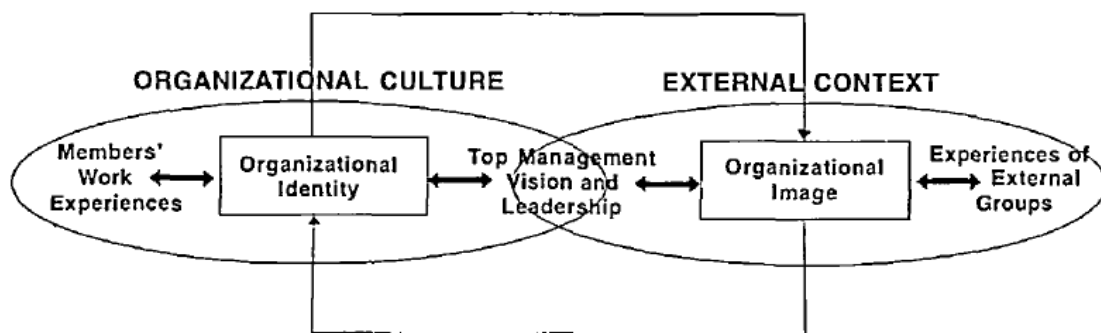 ORGANIZATIONAL CULTURE
EXTERNAL CONTEXT
Members'
Work
Experiences
Organizational
Identity
Top Management
Vision and
Leadership
Organizational
Image
Experiences of
External
Groups